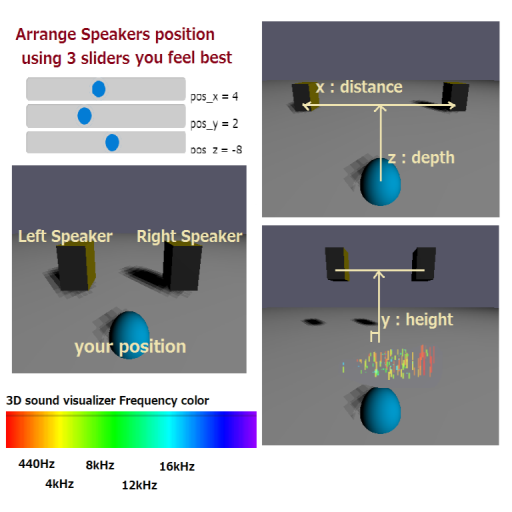 Arrange Speakers position
using 3 sliders you feel best
pos_x = 4
pos_y = 2
pos_z = -8
Left Speaker
Right Speaker
your position
x : distance
z : depth
y : height
3D sound visualizer Frequency color
440Hz
8kHz
16kHz
4kHz
12kHz